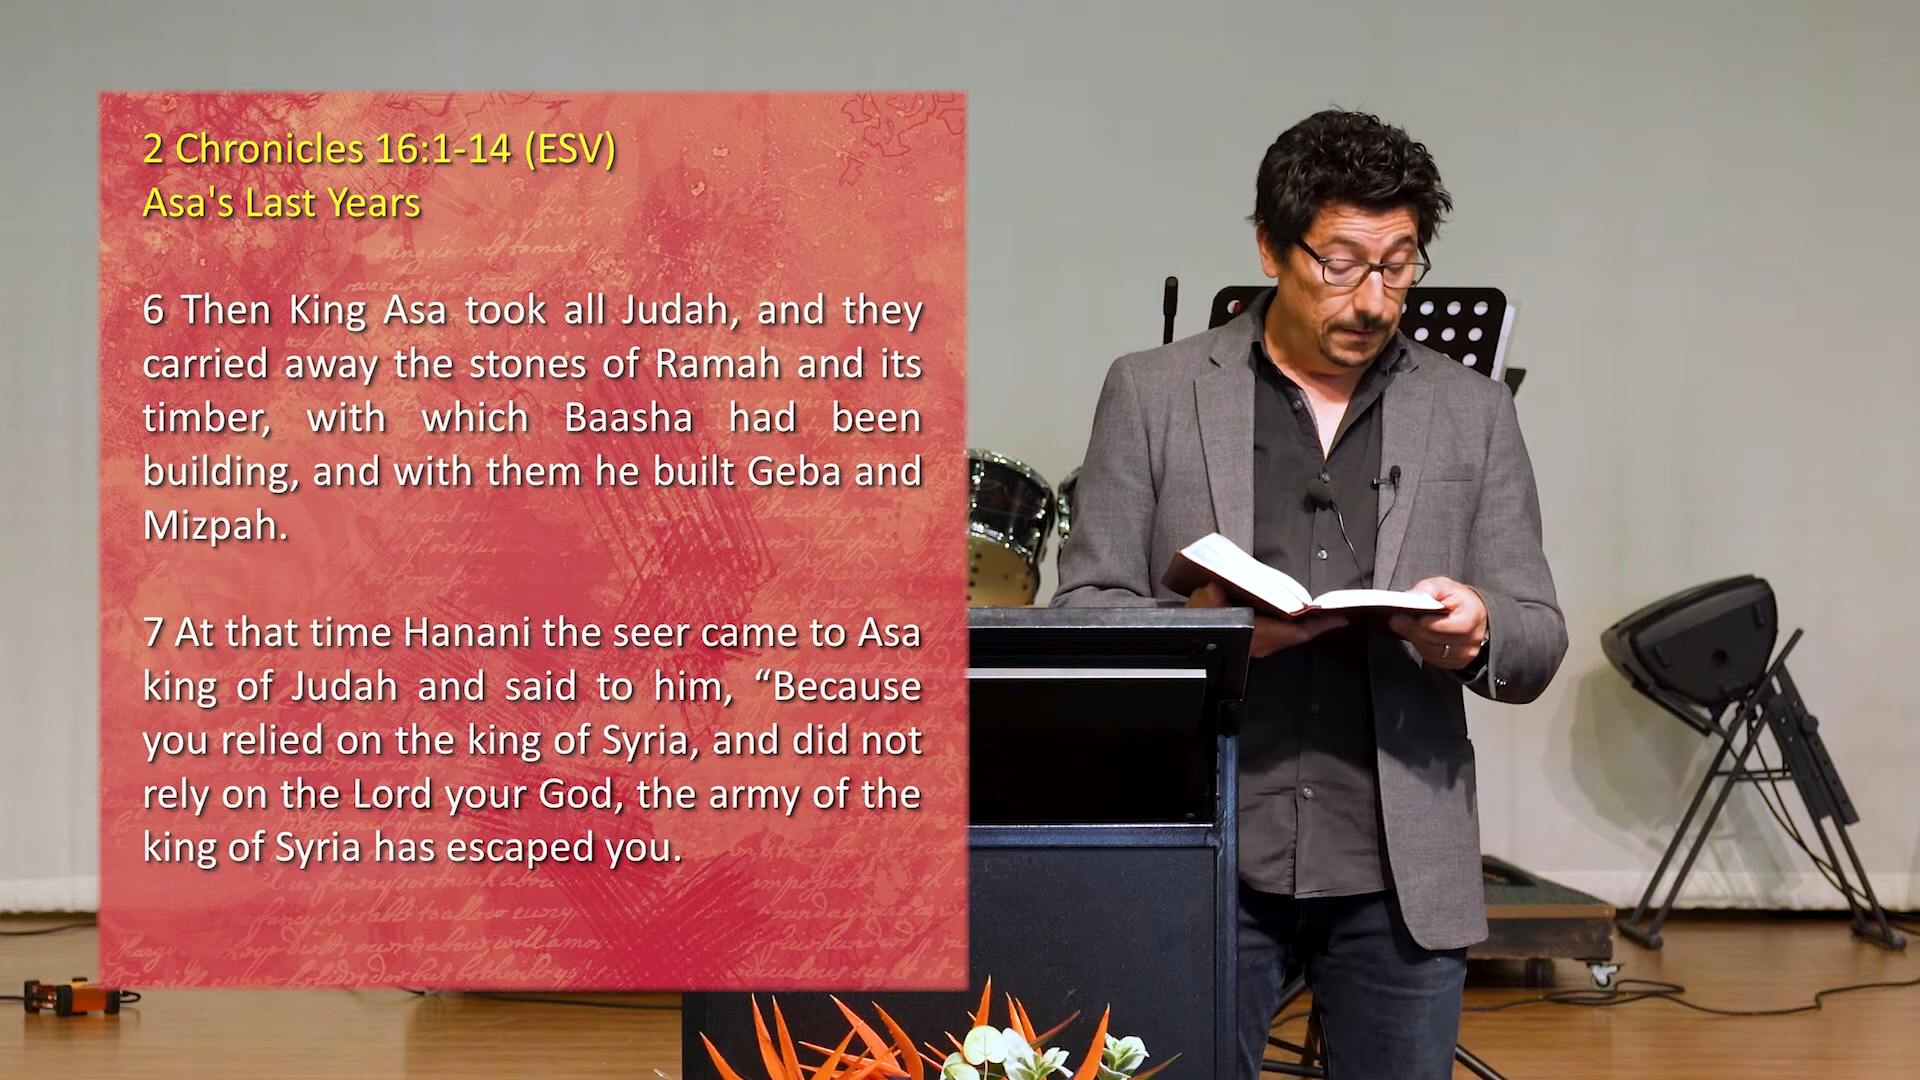 2 Chronicles 16:1-14 (ESV)
Asa's Last Years
6 Then King Asa took all Judah, and they
carried away the stones of Ramah and its
timber, with which Baasha had been
building, and with them he built Geba and
Mizpah.
7 At that time Hanani the seer came to Asa
king of Judah and said to him, “Because
you relied on the king of Syria, and did not
rely on the Lord your God, the army of the
king of Syria has escaped you.